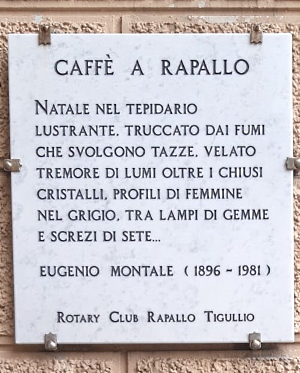 CAFFÈ A RAPALLO
NATALE NEL TEPIDARIO
LUSTRANTE, TRUCCATO DAI FUMI
CHE SVOLGONO TAZZE, VELATO
TREMORE DI LUMI OLTRE I CHIUSI
CRISTALLI, PROFILI DI FEMMINE
NEL GRIGIO, TRA LAMPI DI GEMME
E SCREZI DI SETE...
EUGENIO MONTALE (1896 - 1981)
ROTARY CLUB RAPALLO TIGULLIO